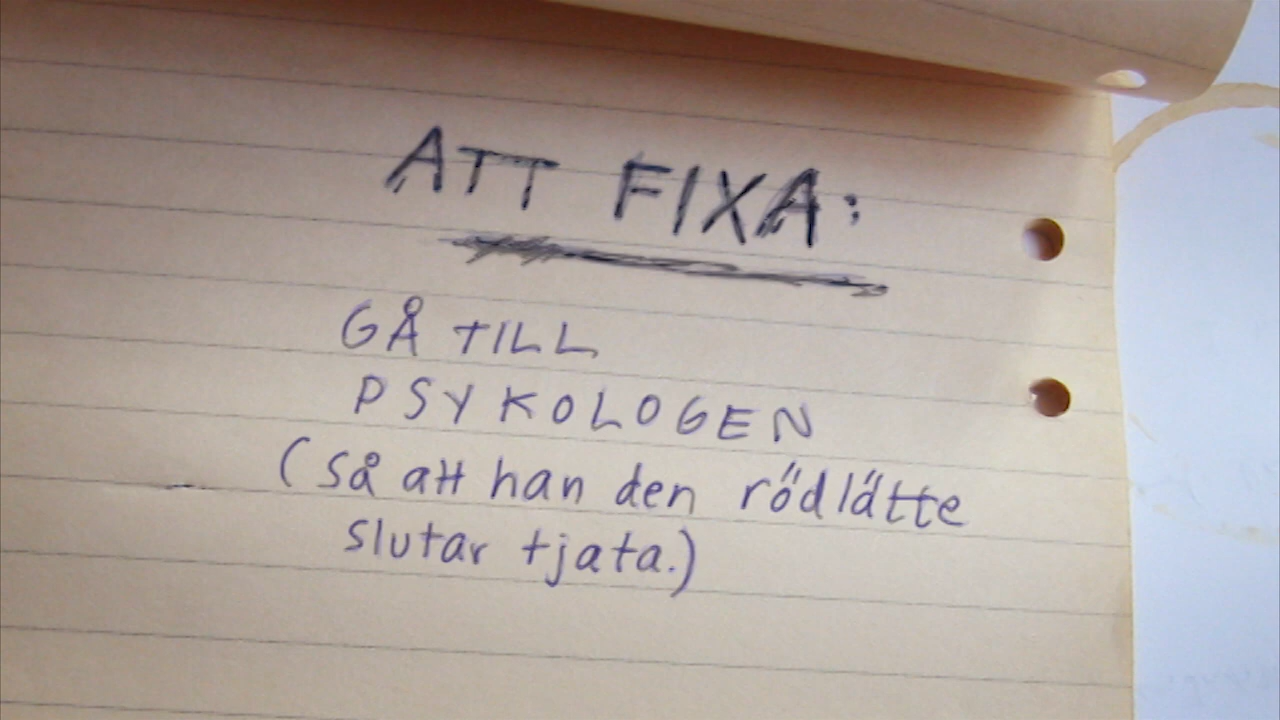 ATT FIXA:
GÅ TILL
PSYKOLOGEN
(så att han den rödlätte
slutar tjata.)